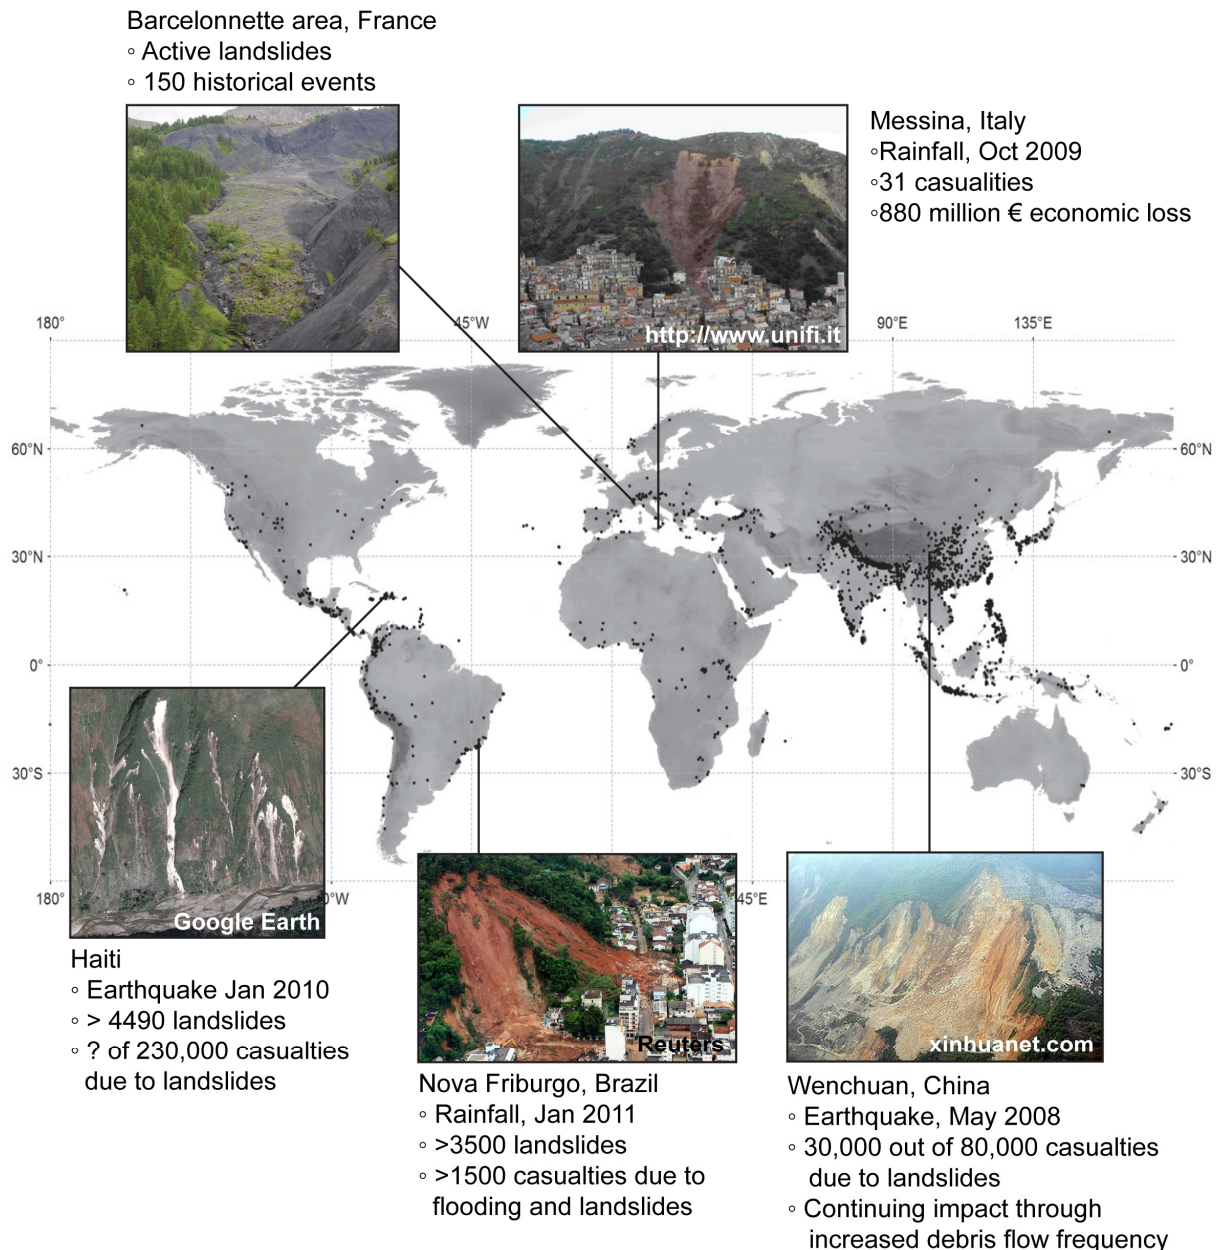 Barcelonnette area, France
◦ Active landslides
◦ 150 historical events
Messina, Italy
◦Rainfall, Oct 2009
◦31 casualities
◦880 million € economic loss
http://www.unifi.it
180° 45°W 90°E 135°E
60°N 60°N
30°N 30°N
0° 0°
30°S 30°S
180° 0°W 45°E
Google Earth
Haiti
◦ Earthquake Jan 2010
◦ > 4490 landslides
◦ ? of 230,000 casualties
due to landslides
Reuters
Nova Friburgo, Brazil
◦ Rainfall, Jan 2011
◦ >3500 landslides
◦ >1500 casualties due to
flooding and landslides
xinhuanet.com
Wenchuan, China
◦ Earthquake, May 2008
◦ 30,000 out of 80,000 casualties
due to landslides
◦ Continuing impact through
increased debris flow frequency